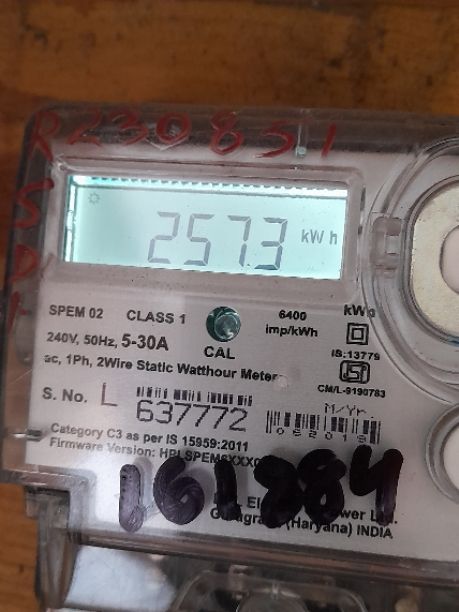 R230851
S
D
257.3 kWh
SPEM 02 CLASS 1 6400 imp/kWh kWh
240V, 50Hz, 5-30A CAL IS:13779
ac, 1Ph, 2Wire Static Watthour Meter CM/L-9190783
S. No. L 637772 M/Yr.
Category C3 as per IS 15959:2011
Firmware Version:
161284
(Haryana) INDIA